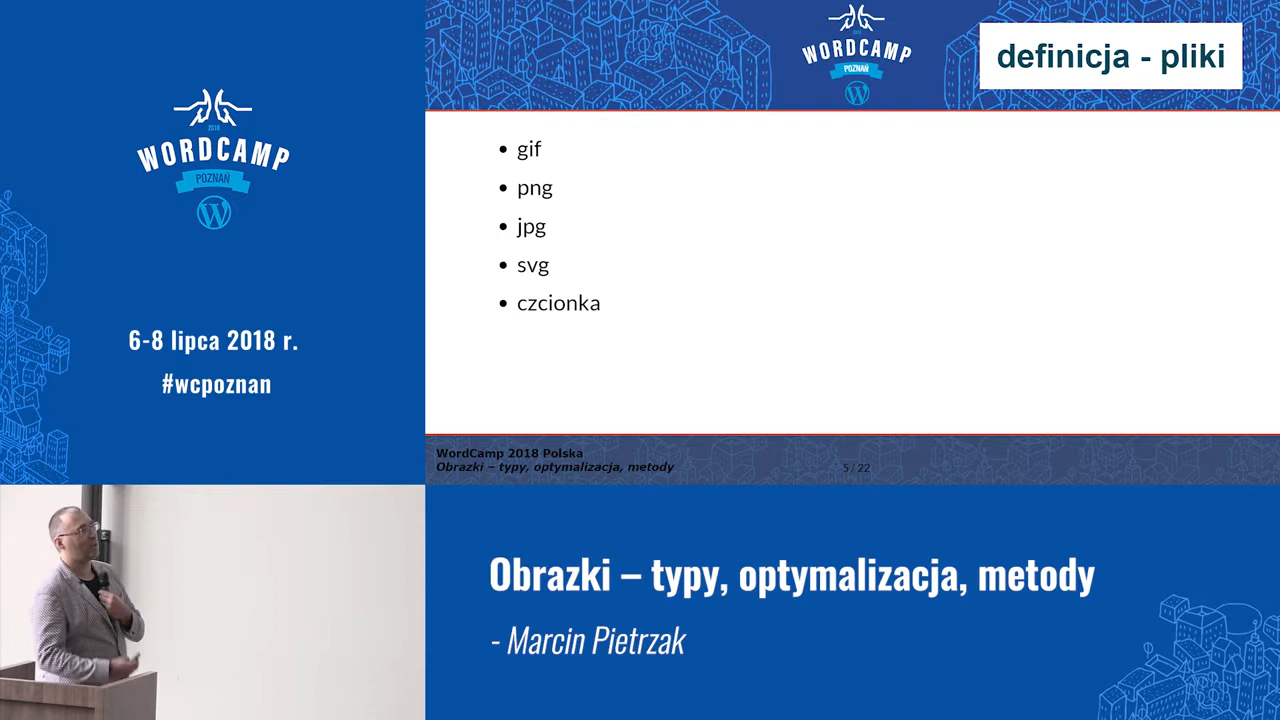 2018
WORDCAMP
POZNAŃ
6-8 lipca 2018 r.
#wcpoznan
2018
WORDCAMP
POZNAŃ
definicja - pliki
gif
png
jpg
svg
czcionka
WordCamp 2018 Polska
Obrazki – typy, optymalizacja, metody
5 / 22
Obrazki – typy, optymalizacja, metody
- Marcin Pietrzak